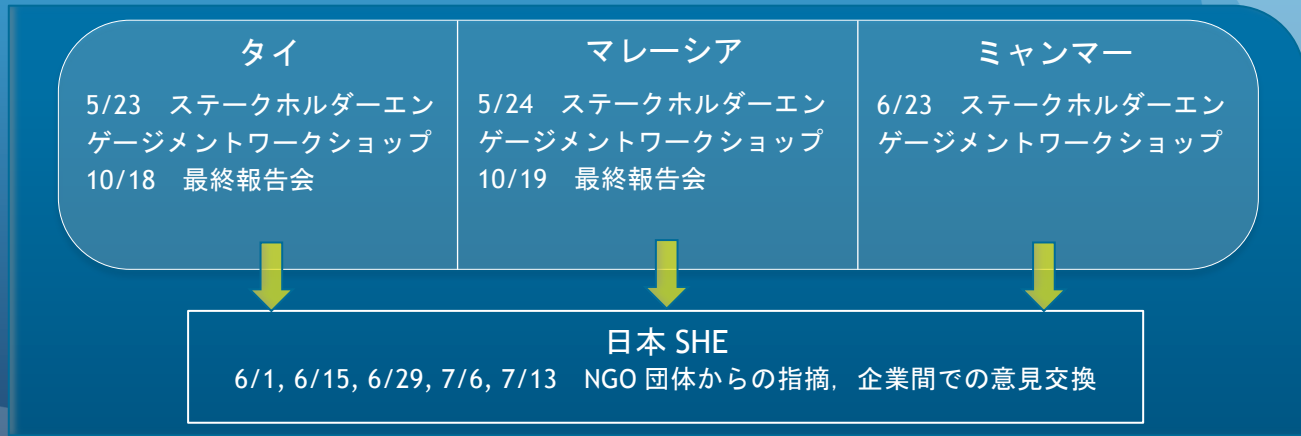 タイ
5/23　ステークホルダーエン
ゲージメントワークショップ
10/18　最終報告会
マレーシア
5/24　ステークホルダーエン
ゲージメントワークショップ
10/19　最終報告会
ミャンマー
6/23　ステークホルダーエン
ゲージメントワークショップ
日本 SHE
6/1, 6/15, 6/29, 7/6, 7/13　NGO 団体からの指摘，企業間での意見交換